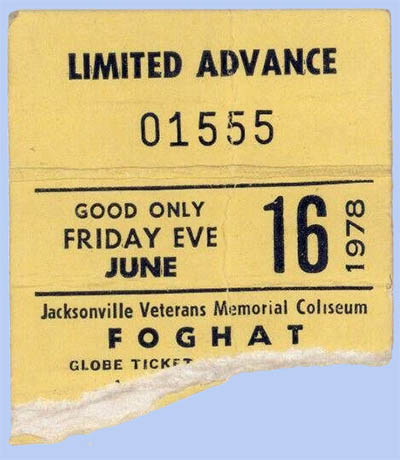 LIMITED ADVANCE
01555
GOOD ONLY
FRIDAY EVE
JUNE
16
1978
Jacksonville Veterans Memorial Coliseum
FOGHAT
GLOBE TICKET